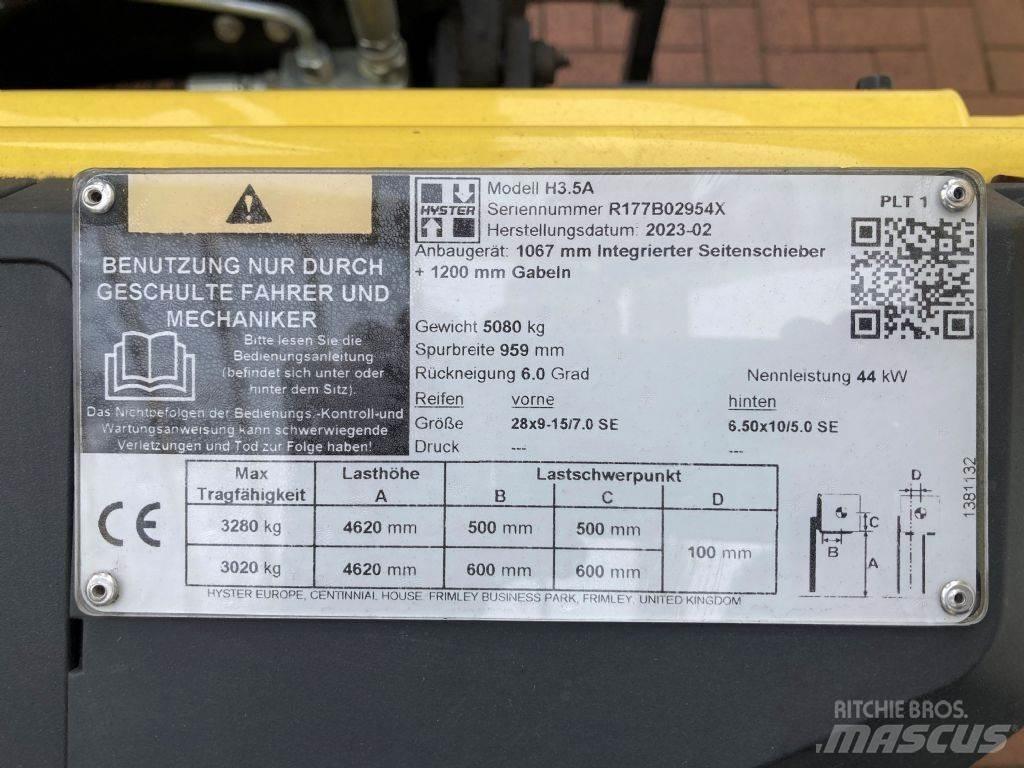 BENUTZUNG NUR DURCH
GESCHULTE FAHRER UND
MECHANIKER
Bitte lesen Sie die
Bedienungsanleitung
(befindet sich unter oder
hinter dem Sitz).
Das Nichtbefolgen der Bedienungs.-Kontroll-und
Wartungsanweisung kann schwerwiegende
Verletzungen und Tod zur Folge haben!
HYSTER
Modell H3.5A
Seriennummer R177B02954X
Herstellungsdatum: 2023-02
PLT 1
Anbaugerät: 1067 mm Integrierter Seitenschieber
+ 1200 mm Gabeln
Gewicht 5080 kg
Spurbreite 959 mm
Rückneigung 6.0 Grad
Nennleistung 44 kW
Reifen vorne hinten
Größe 28x9-15/7.0 SE 6.50x10/5.0 SE
Druck --- ---
CE
Max Lasthöhe Lastschwerpunkt
Tragfähigkeit A B C D
3280 kg 4620 mm 500 mm 500 mm
100 mm
3020 kg 4620 mm 600 mm 600 mm
D
C
B A
1381132
HYSTER EUROPE, CENTINNIAL HOUSE, FRIMLEY BUSINESS PARK, FRIMLEY, UNITED KINGDOM
RITCHIE BROS.
MASCUS